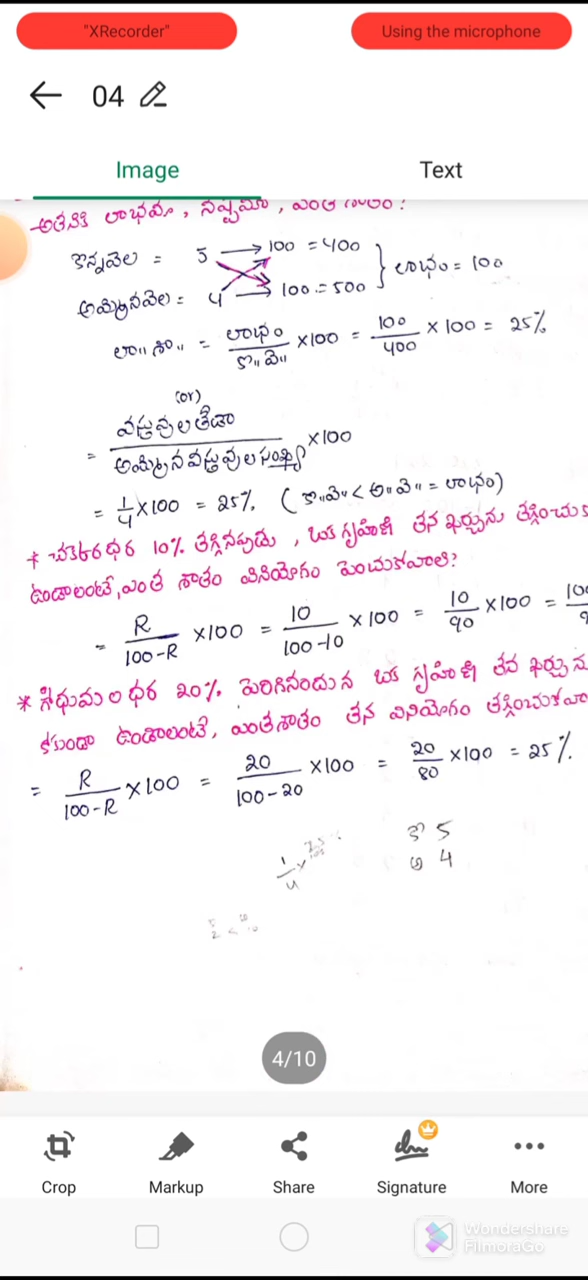 "XRecorder"
Using the microphone
04
Image
Text
అతనికి లాభమా, నష్టమా, ఎంత శాతం?
కొన్నవెల = 5 → 100 = 400
అమ్మినవెల = 4 → 100 = 500 } లాభం = 100
లా॥ శా॥ = లాభం / కొ॥ వె॥ × 100 = 100 / 400 × 100 = 25%
(or)
= వస్తువుల తేడా / అమ్మిన వస్తువుల సంఖ్య × 100
= 1/4 × 100 = 25% (కొ॥వె॥ < అ॥వె॥ = లాభం)
* చక్కెర ధర 10% తగ్గినపుడు, ఒక గృహిణి తన ఖర్చును తగ్గించుక
ఉండాలంటే, ఎంత శాతం వినియోగం పెంచుకోవాలి?
= R / 100-R × 100 = 10 / 100-10 × 100 = 10 / 90 × 100 =
* గోధుమల ధర 20% పెరిగినందున ఒక గృహిణి తన ఖర్చు
కుండా ఉండాలంటే, ఎంతశాతం తన వినియోగం తగ్గించుకోవా
= R / 100-R × 100 = 20 / 100-20 × 100 = 20 / 80 × 100 = 25%
కొ 5
అ 4
4/10
Crop
Markup
Share
Signature
More
Wondershare
FilmoraGo